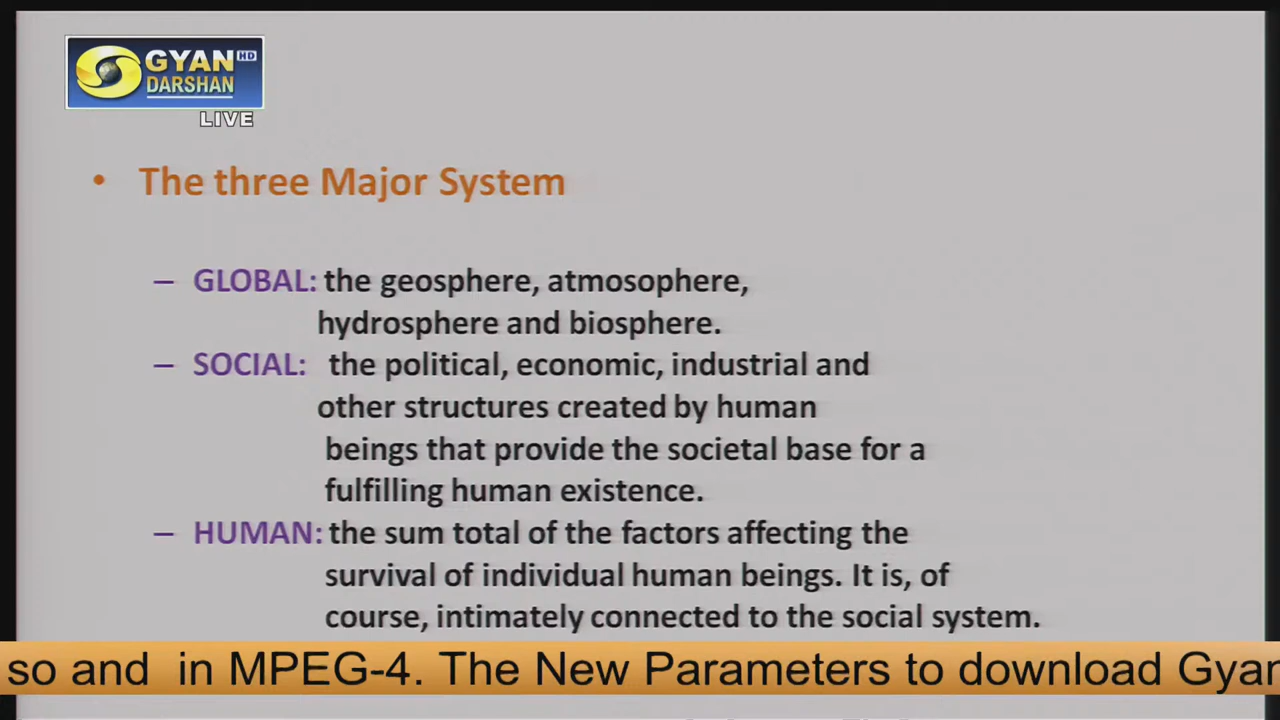 GYAN HD
DARSHAN
LIVE
• The three Major System
– GLOBAL: the geosphere, atmosophere,
hydrosphere and biosphere.
– SOCIAL: the political, economic, industrial and
other structures created by human
beings that provide the societal base for a
fulfilling human existence.
– HUMAN: the sum total of the factors affecting the
survival of individual human beings. It is, of
course, intimately connected to the social system.
so and in MPEG-4. The New Parameters to download Gyan